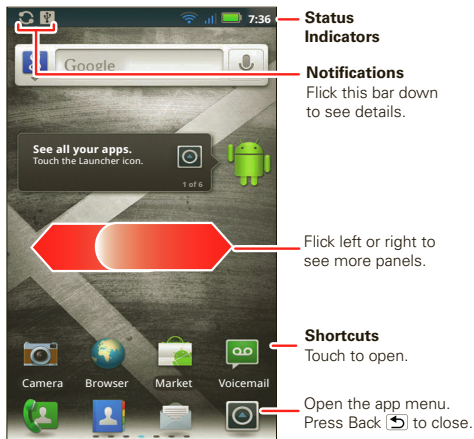 7:36
Status
Indicators
Google
Notifications
Flick this bar down
to see details.
See all your apps.
Touch the Launcher icon.
1 of 6
Flick left or right to
see more panels.
Shortcuts
Touch to open.
Camera
Browser
Market
Voicemail
Open the app menu.
Press Back to close.